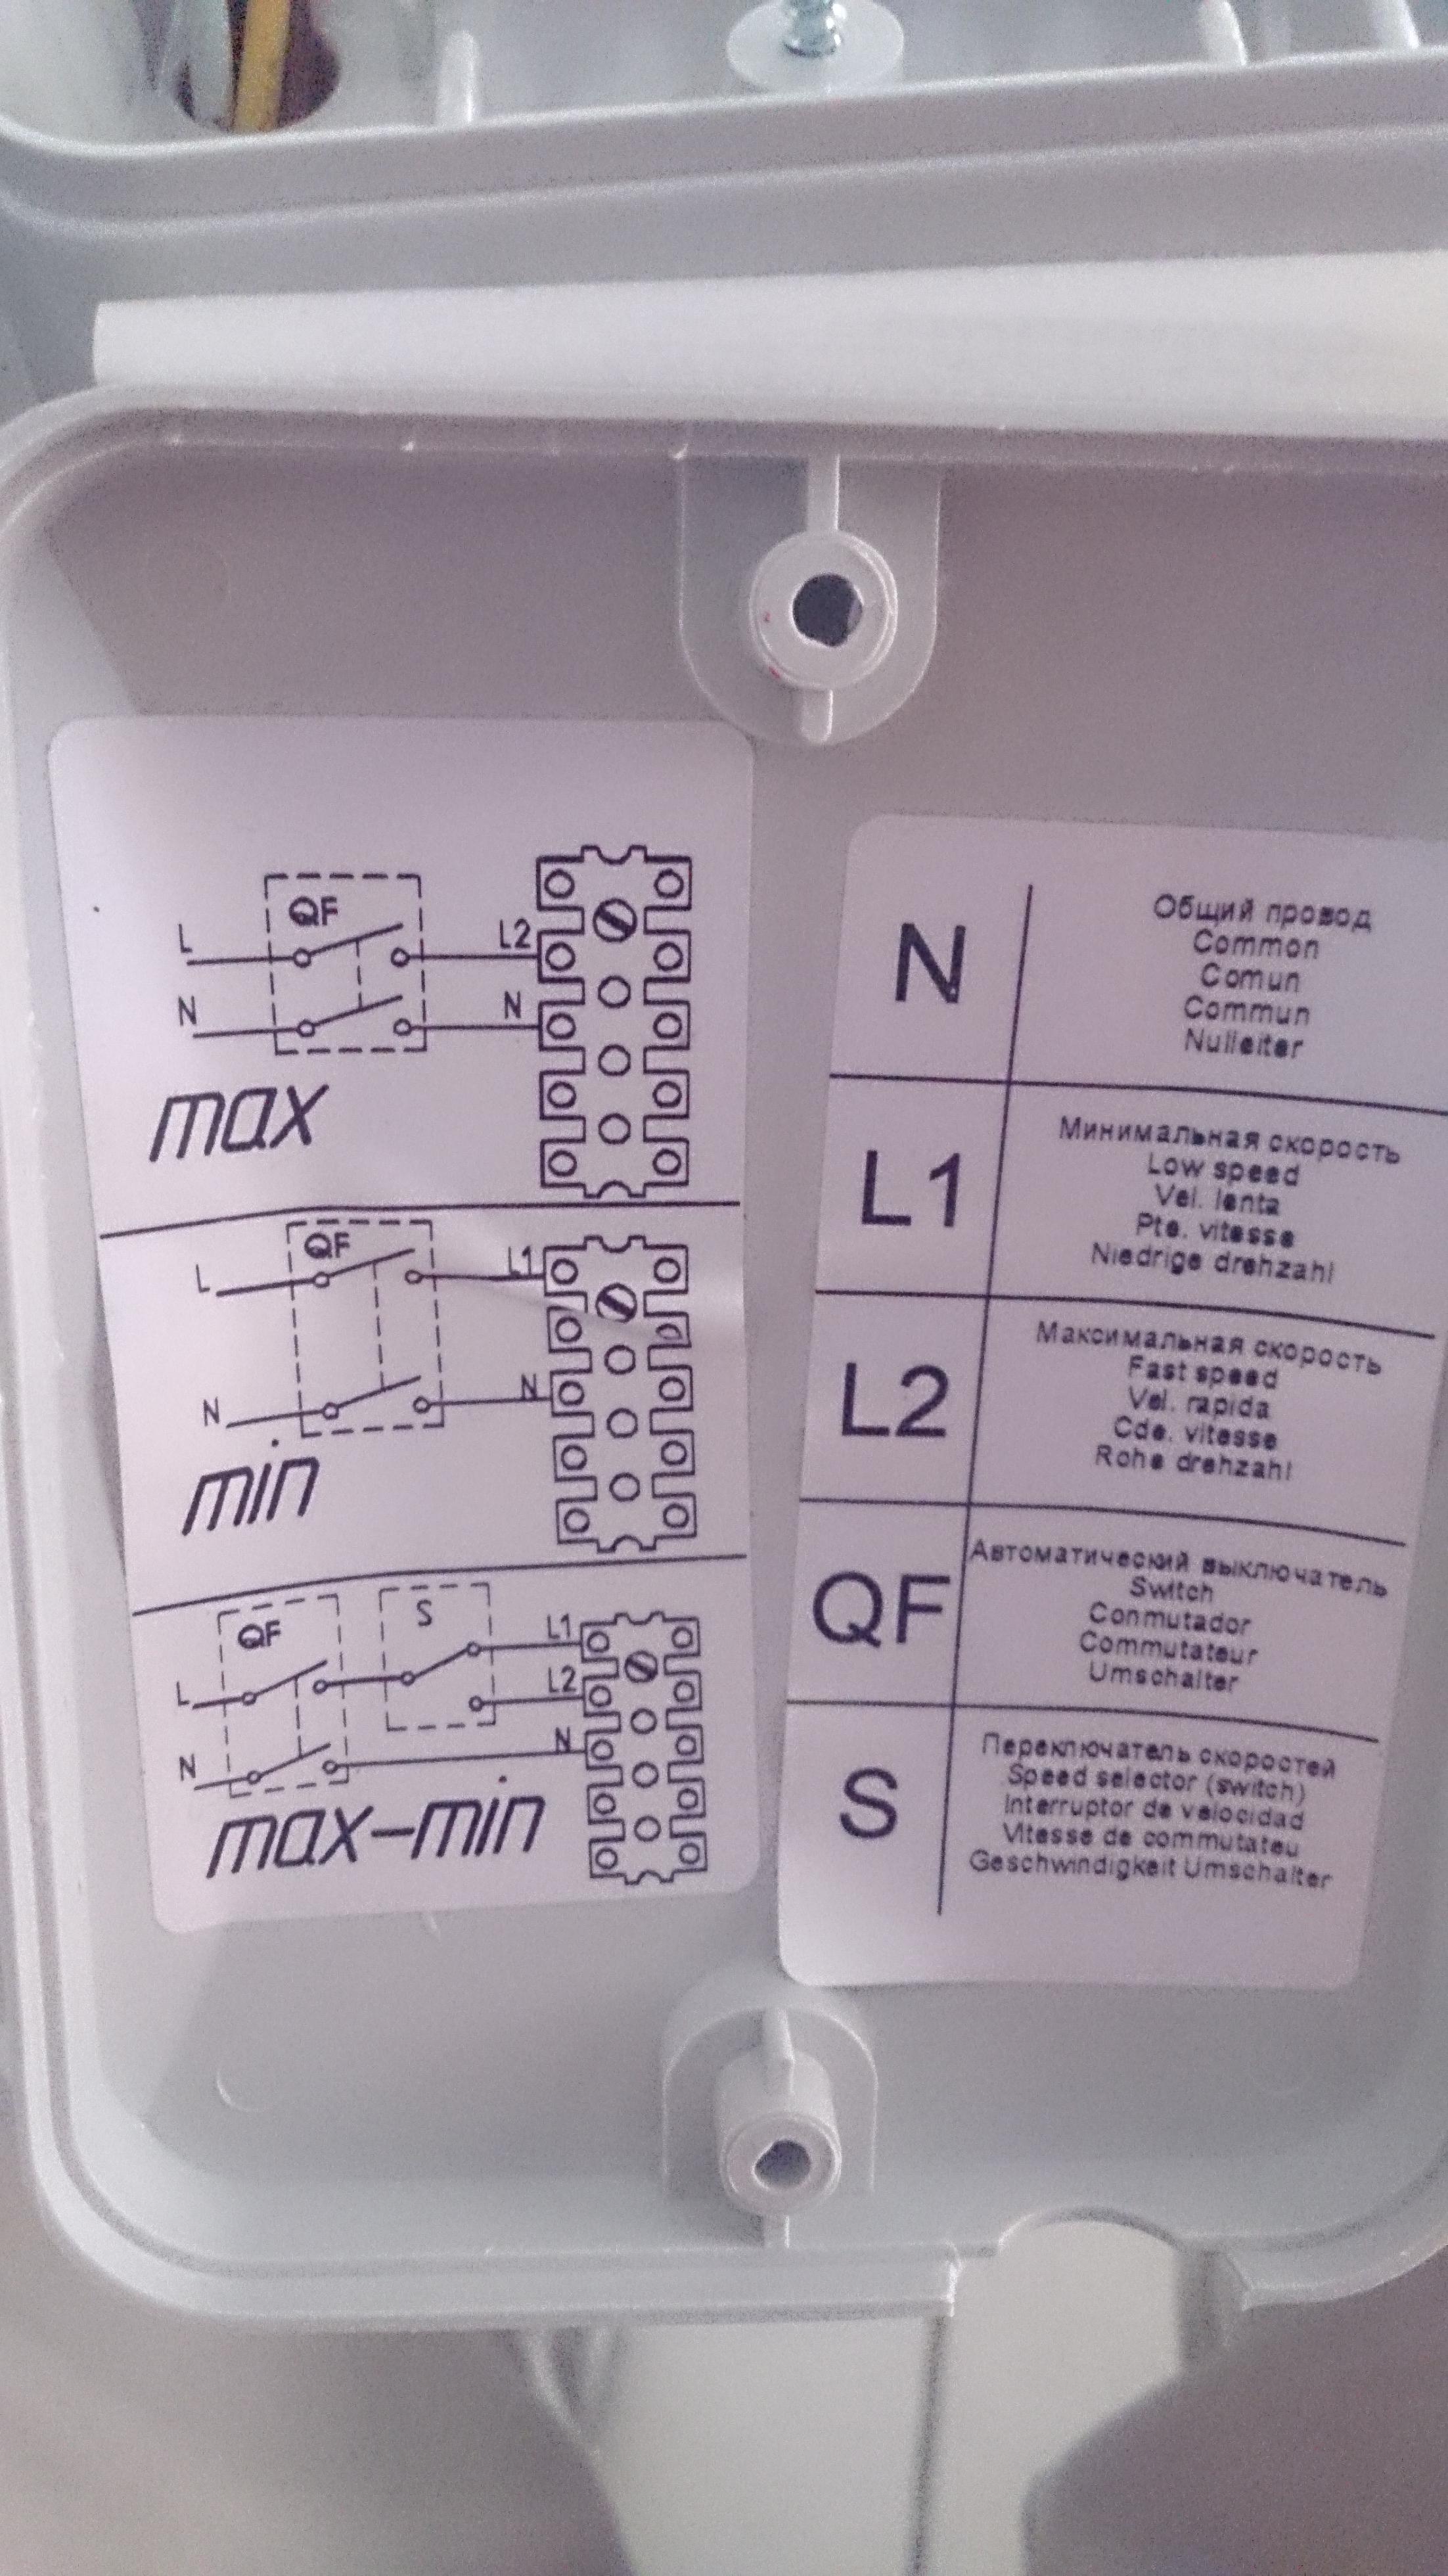 QF
L
L2
N
N
max
QF
L
L1
N
N
min
QF
S
L
L1
L2
N
N
max-min
N
Общий провод
Common
Comun
Commun
Nulleiter
L1
Минимальная скорость
Low speed
Vel. lenta
Pte. vitesse
Niedrige drehzahl
L2
Максимальная скорость
Fast speed
Vel. rapida
Cde. vitesse
Rohe drehzahl
QF
Автоматический выключатель
Switch
Conmutador
Commutateur
Umschalter
S
Переключатель скоростей
Speed selector (switch)
Interruptor de velocidad
Vitesse de commutateu
Geschwindigkeit Umschalter